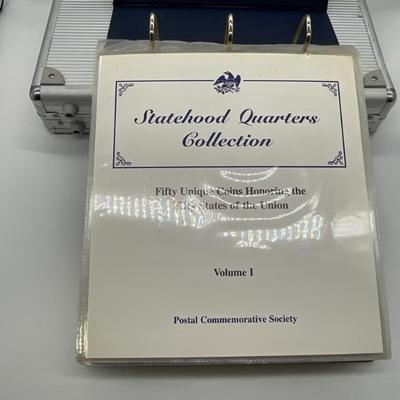 Statehood Quarters
Collection
Fifty Unique Coins Honoring the
States of the Union
Volume I
Postal Commemorative Society